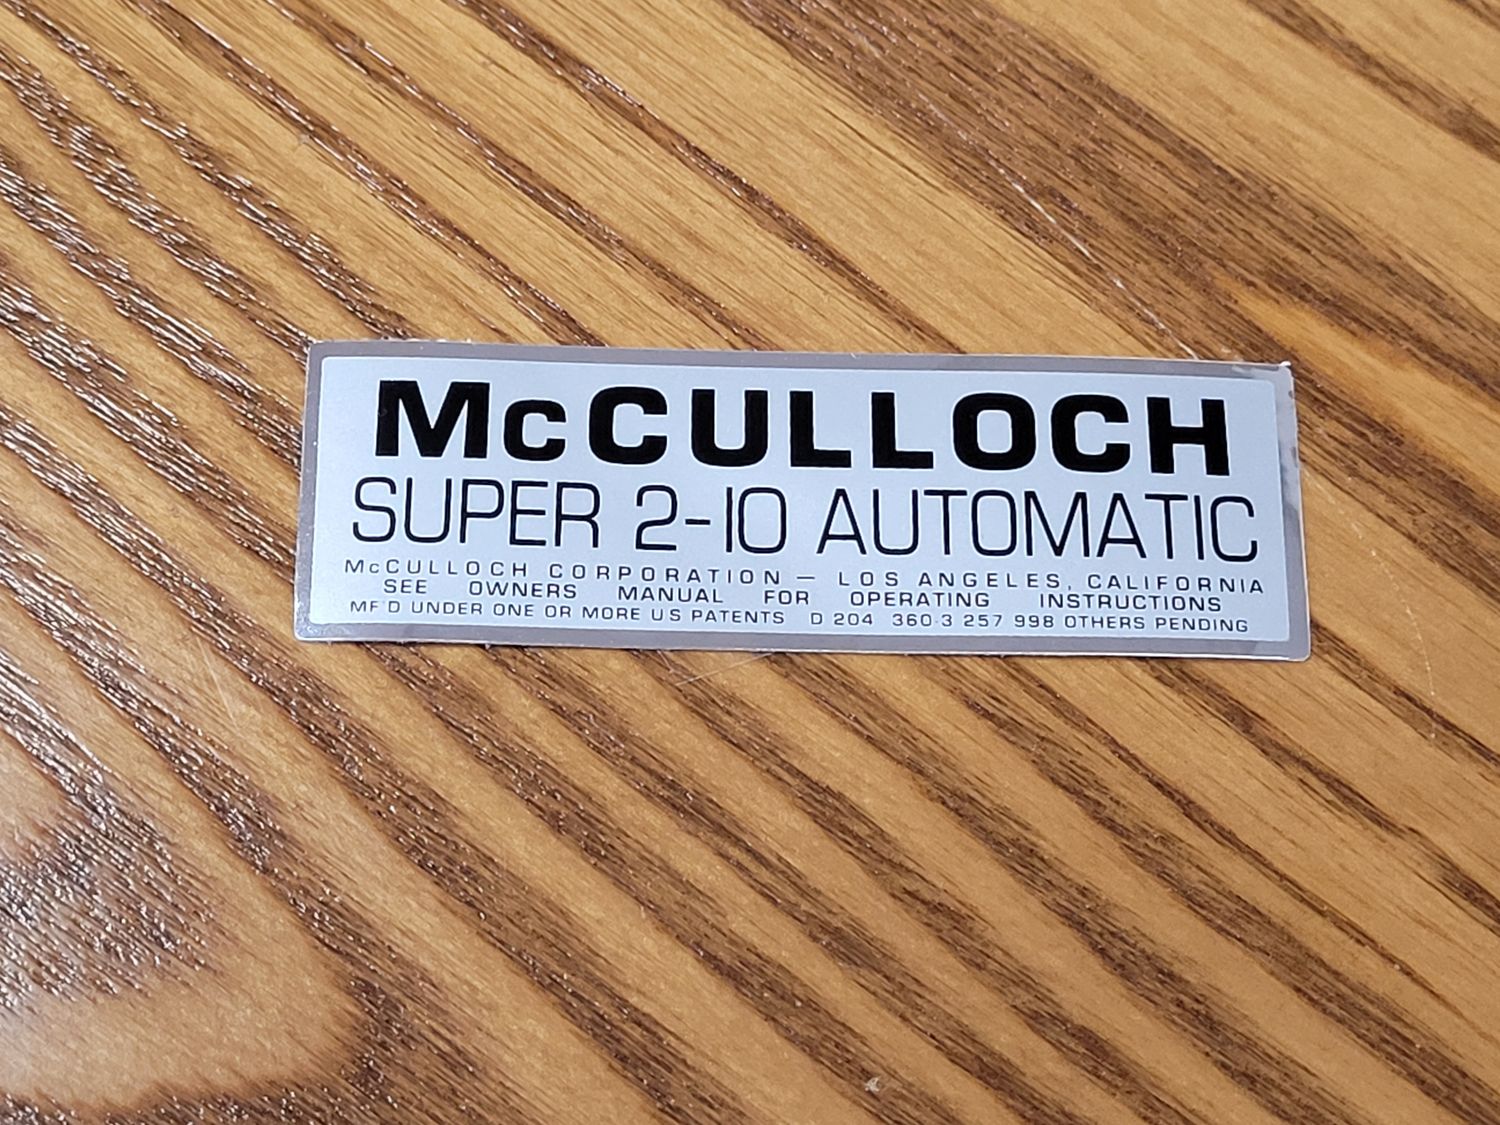 McCULLOCH
SUPER 2-10 AUTOMATIC
McCULLOCH CORPORATION — LOS ANGELES, CALIFORNIA
SEE OWNERS MANUAL FOR OPERATING INSTRUCTIONS
MF'D UNDER ONE OR MORE US PATENTS D 204 360·3 257 998 OTHERS PENDING